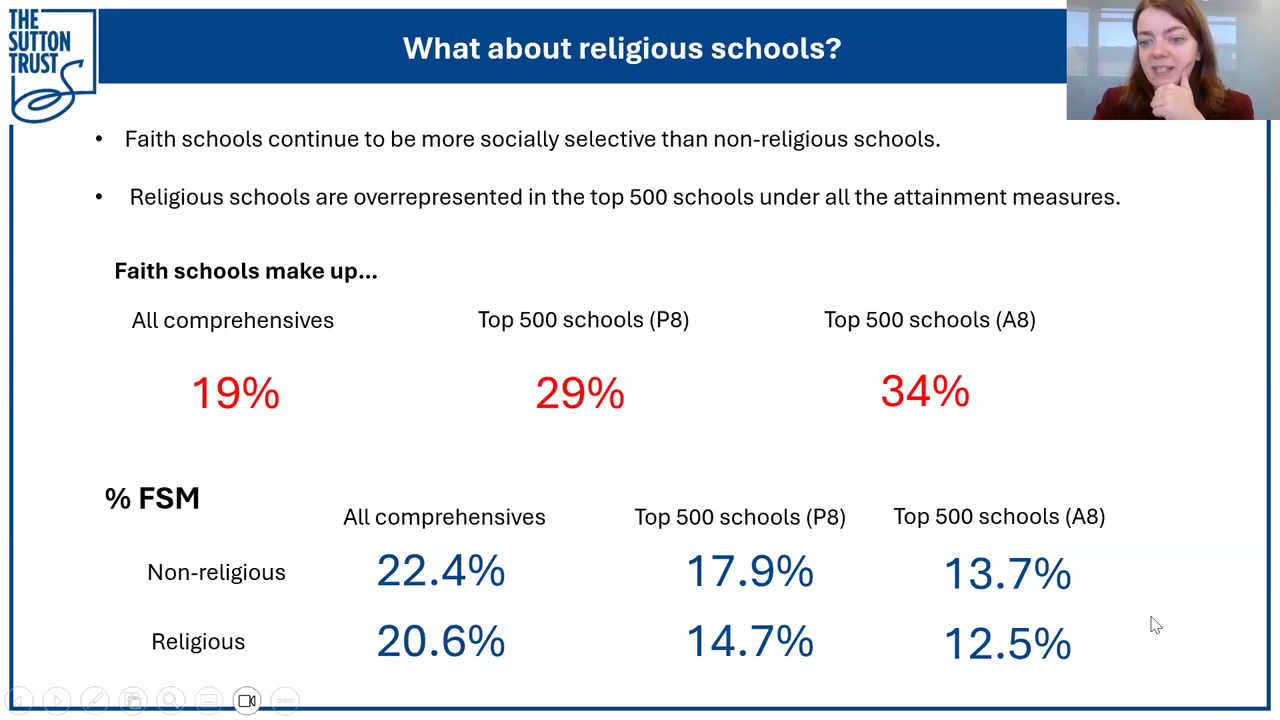 THE
SUTTON
TRUST
What about religious schools?
• Faith schools continue to be more socially selective than non-religious schools.
• Religious schools are overrepresented in the top 500 schools under all the attainment measures.
Faith schools make up...
All comprehensives Top 500 schools (P8) Top 500 schools (A8)
19% 29% 34%
% FSM
All comprehensives Top 500 schools (P8) Top 500 schools (A8)
Non-religious 22.4% 17.9% 13.7%
Religious 20.6% 14.7% 12.5%